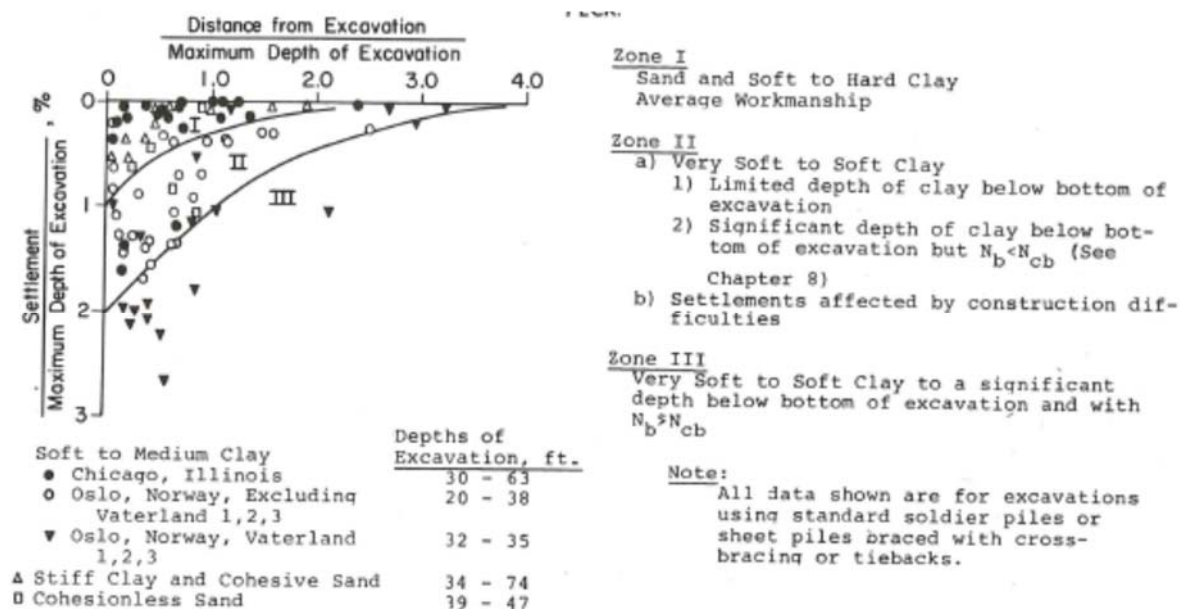 Distance from Excavation
Maximum Depth of Excavation
0 1.0 2.0 3.0 4.0
0
1
2
3
Settlement , %
Maximum Depth of Excavation
I
II
III
Soft to Medium Clay
● Chicago, Illinois
o Oslo, Norway, Excluding
Vaterland 1,2,3
▼ Oslo, Norway, Vaterland
1,2,3
Δ Stiff Clay and Cohesive Sand
▯ Cohesionless Sand
Depths of
Excavation, ft.
30 - 63
20 - 38
32 - 35
34 - 74
39 - 47
Zone I
Sand and Soft to Hard Clay
Average Workmanship
Zone II
a) Very Soft to Soft Clay
1) Limited depth of clay below bottom of
excavation
2) Significant depth of clay below bot-
tom of excavation but Nb<Ncb (See
Chapter 8)
b) Settlements affected by construction dif-
ficulties
Zone III
Very Soft to Soft Clay to a significant
depth below bottom of excavation and with
Nb≥Ncb
Note:
All data shown are for excavations
using standard soldier piles or
sheet piles braced with cross-
bracing or tiebacks.